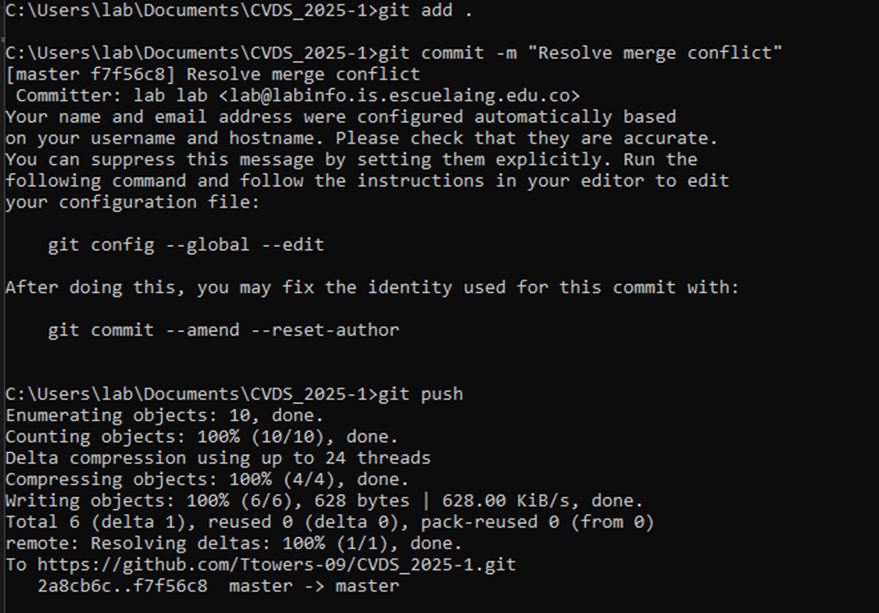 C:\Users\lab\Documents\CVDS_2025-1>git add .
C:\Users\lab\Documents\CVDS_2025-1>git commit -m "Resolve merge conflict"
[master f7f56c8] Resolve merge conflict
Committer: lab lab <lab@labinfo.is.escuelaing.edu.co>
Your name and email address were configured automatically based
on your username and hostname. Please check that they are accurate.
You can suppress this message by setting them explicitly. Run the
following command and follow the instructions in your editor to edit
your configuration file:
git config --global --edit
After doing this, you may fix the identity used for this commit with:
git commit --amend --reset-author
C:\Users\lab\Documents\CVDS_2025-1>git push
Enumerating objects: 10, done.
Counting objects: 100% (10/10), done.
Delta compression using up to 24 threads
Compressing objects: 100% (4/4), done.
Writing objects: 100% (6/6), 628 bytes | 628.00 KiB/s, done.
Total 6 (delta 1), reused 0 (delta 0), pack-reused 0 (from 0)
remote: Resolving deltas: 100% (1/1), done.
To https://github.com/Ttowers-09/CVDS_2025-1.git
2a8cb6c..f7f56c8  master -> master